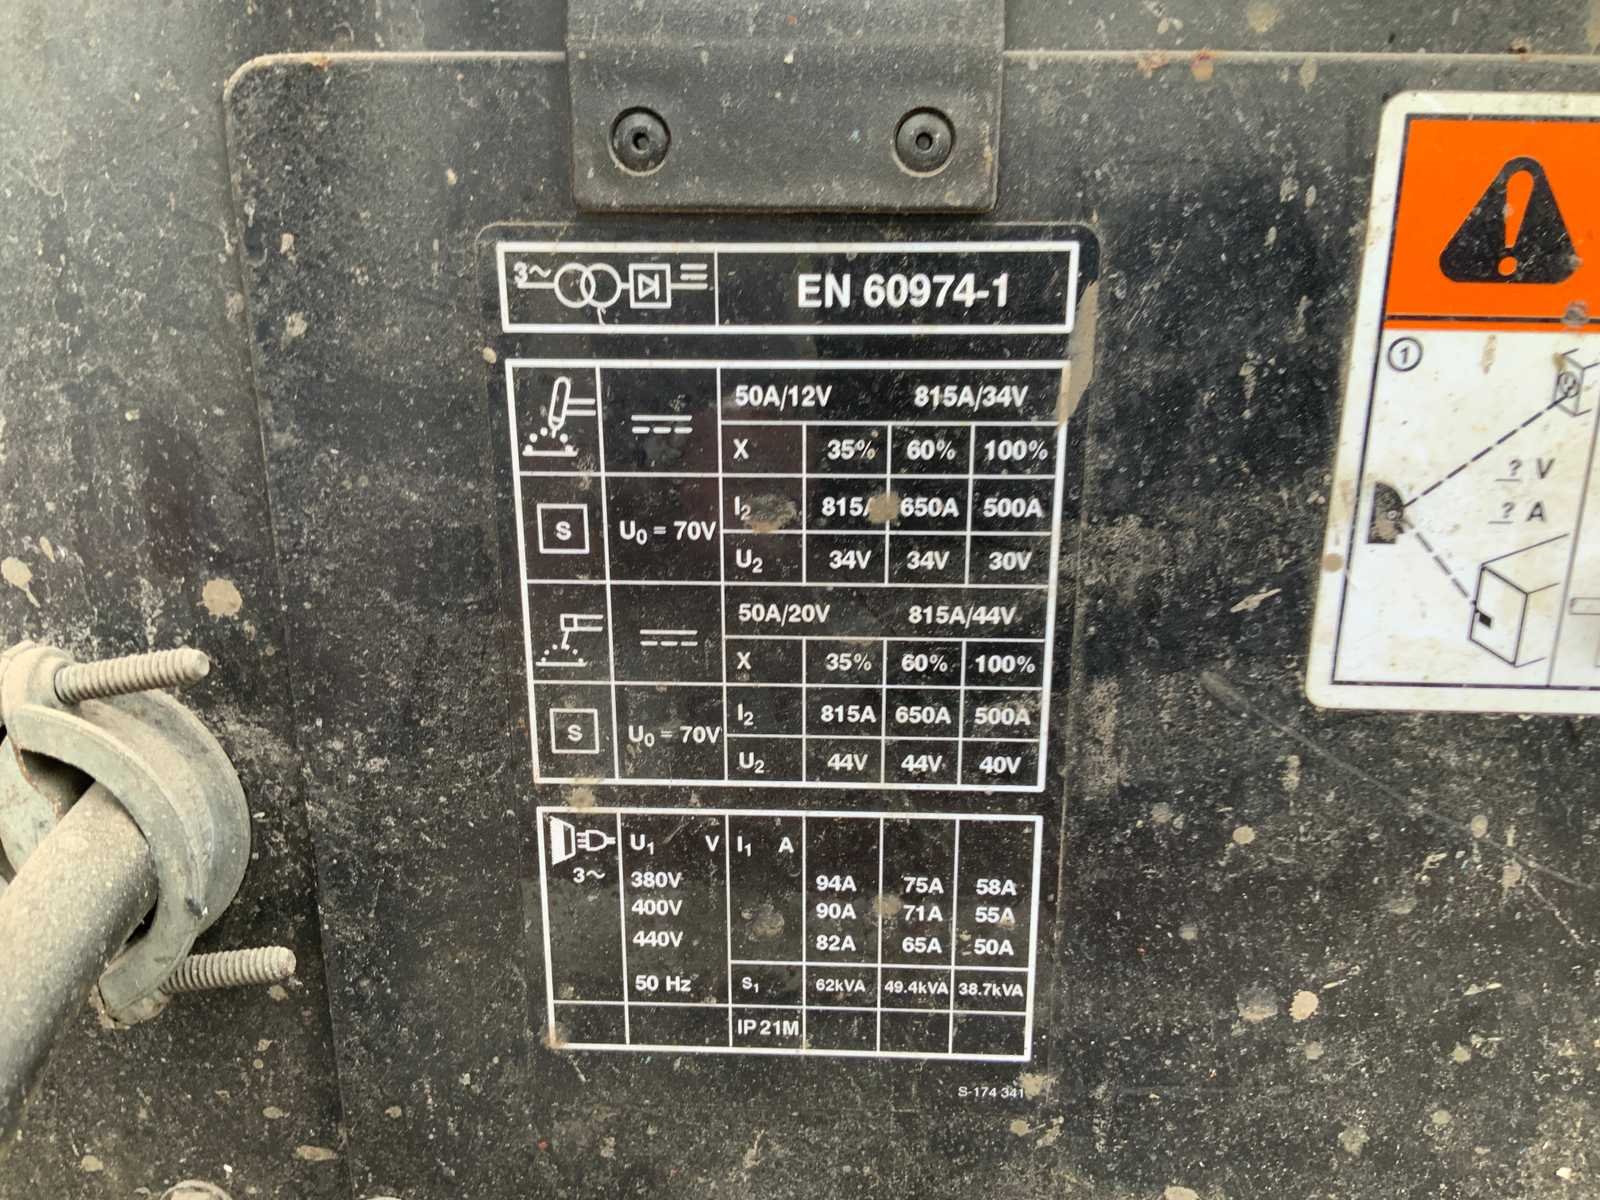 3~ EN 60974-1
50A/12V 815A/34V
X 35% 60% 100%
I2 815A 650A 500A
S U0 = 70V
U2 34V 34V 30V
50A/20V 815A/44V
X 35% 60% 100%
I2 815A 650A 500A
S U0 = 70V
U2 44V 44V 40V
U1 V I1 A
3~ 380V 94A 75A 58A
400V 90A 71A 55A
440V 82A 65A 50A
50 Hz S1 62kVA 49.4kVA 38.7kVA
IP 21M
S-174 341
!
1
? V
? A